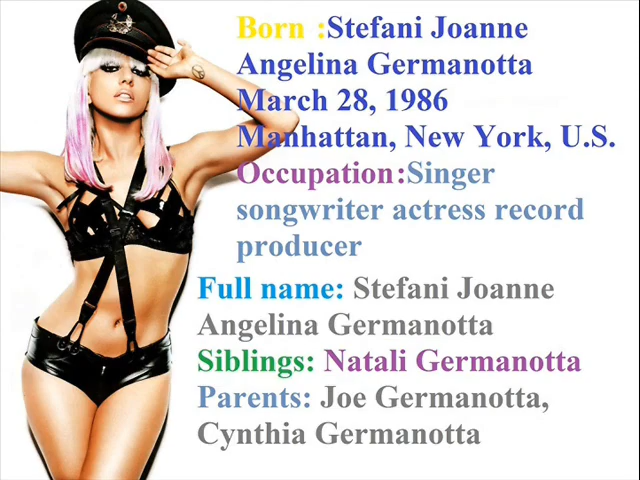 Born :Stefani Joanne
Angelina Germanotta
March 28, 1986
Manhattan, New York, U.S.
Occupation:Singer
songwriter actress record
producer
Full name: Stefani Joanne
Angelina Germanotta
Siblings: Natali Germanotta
Parents: Joe Germanotta,
Cynthia Germanotta